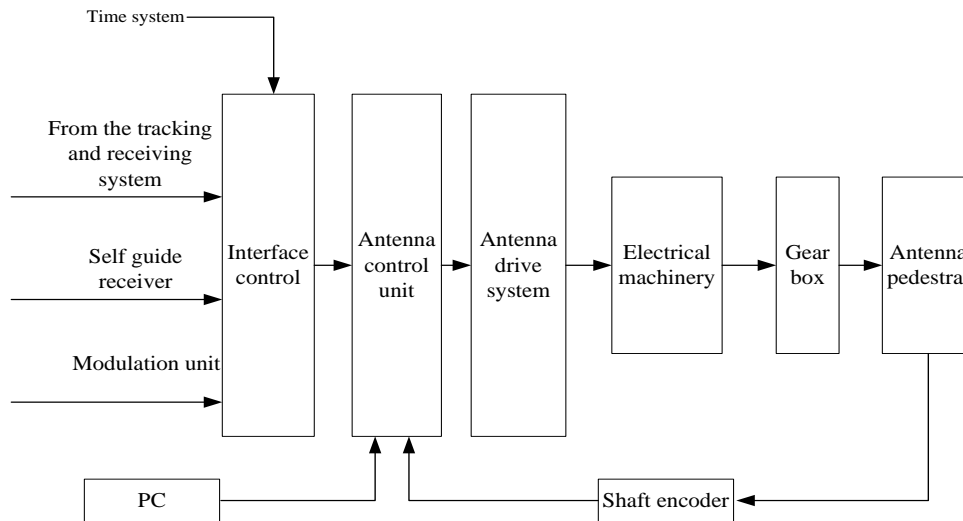 Time system
From the tracking
and receiving
system
Self guide
receiver
Modulation unit
Interface
control
Antenna
control
unit
Antenna
drive
system
Electrical
machinery
Gear
box
Antenna
pedestra
PC
Shaft encoder